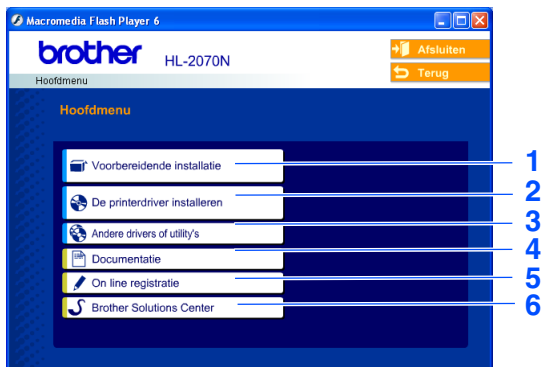 Macromedia Flash Player 6
brother HL-2070N
Afsluiten
Terug
Hoofdmenu
Hoofdmenu
Voorbereidende installatie 1
De printerdriver installeren 2
Andere drivers of utility's 3
Documentatie 4
On line registratie 5
Brother Solutions Center 6